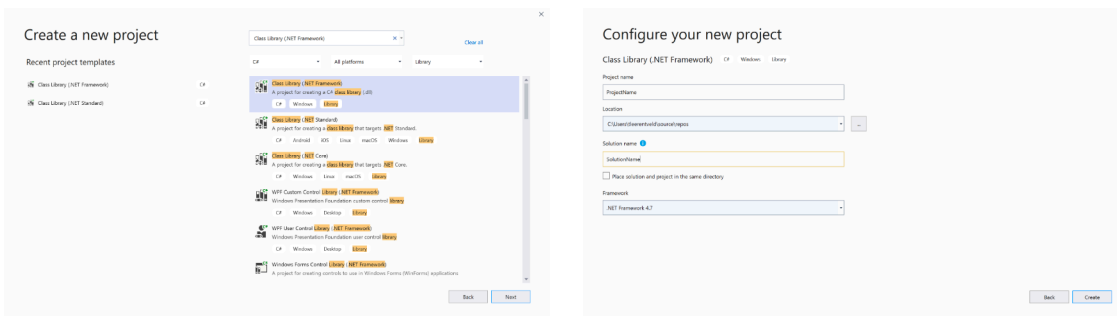 Create a new project
Recent project templates
Class Library (.NET Framework) C#
Class Library (.NET Standard) C#
Class Library (.NET Framework)
Clear all
C# All platforms Library
Class Library (.NET Framework)
A project for creating a C# class library (.dll)
C# Windows Library
Class Library (.NET Standard)
A project for creating a class library that targets .NET Standard.
C# Android iOS Linux macOS Windows Library
Class Library (.NET Core)
A project for creating a class library that targets .NET Core.
C# Windows Linux macOS Library
WPF Custom Control Library (.NET Framework)
Windows Presentation Foundation custom control library
C# Windows Desktop Library
WPF User Control Library (.NET Framework)
Windows Presentation Foundation user control library
C# Windows Desktop Library
Windows Forms Control Library (.NET Framework)
A project for creating controls to use in Windows Forms (WinForms) applications
Back Next
Configure your new project
Class Library (.NET Framework) C# Windows Library
Project name
ProjectName
Location
...
Solution name
SolutionName
Place solution and project in the same directory
Framework
.NET Framework 4.7
Back Create